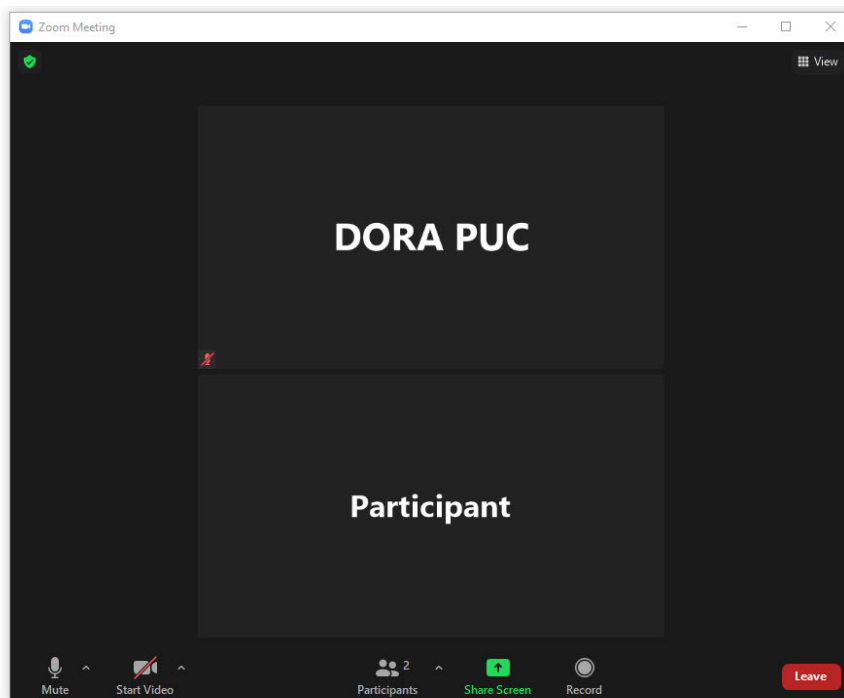 Zoom Meeting
View
DORA PUC
Participant
2
Mute
Start Video
Participants
Share Screen
Record
Leave